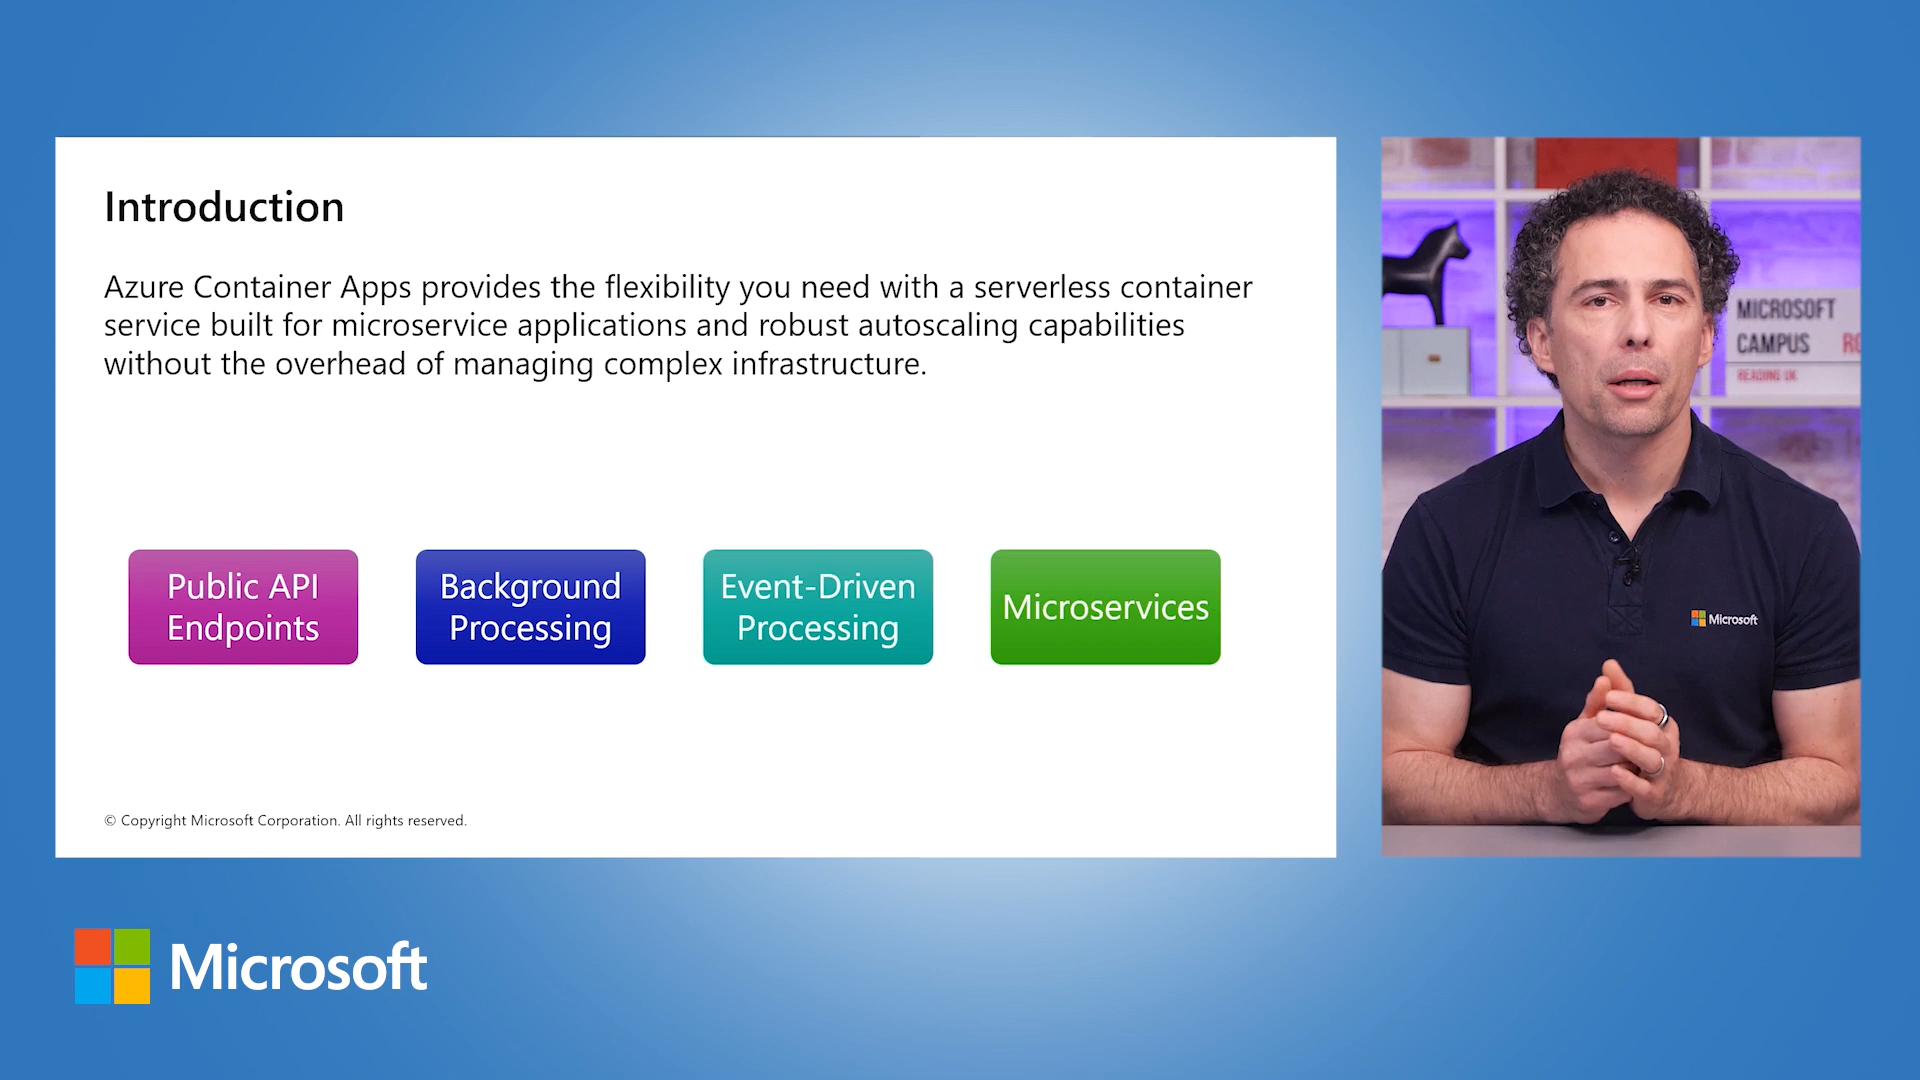 Introduction
Azure Container Apps provides the flexibility you need with a serverless container
service built for microservice applications and robust autoscaling capabilities
without the overhead of managing complex infrastructure.
Public API
Endpoints
Background
Processing
Event-Driven
Processing
Microservices
© Copyright Microsoft Corporation. All rights reserved.
MICROSOFT
CAMPUS
READING UK
Microsoft
Microsoft